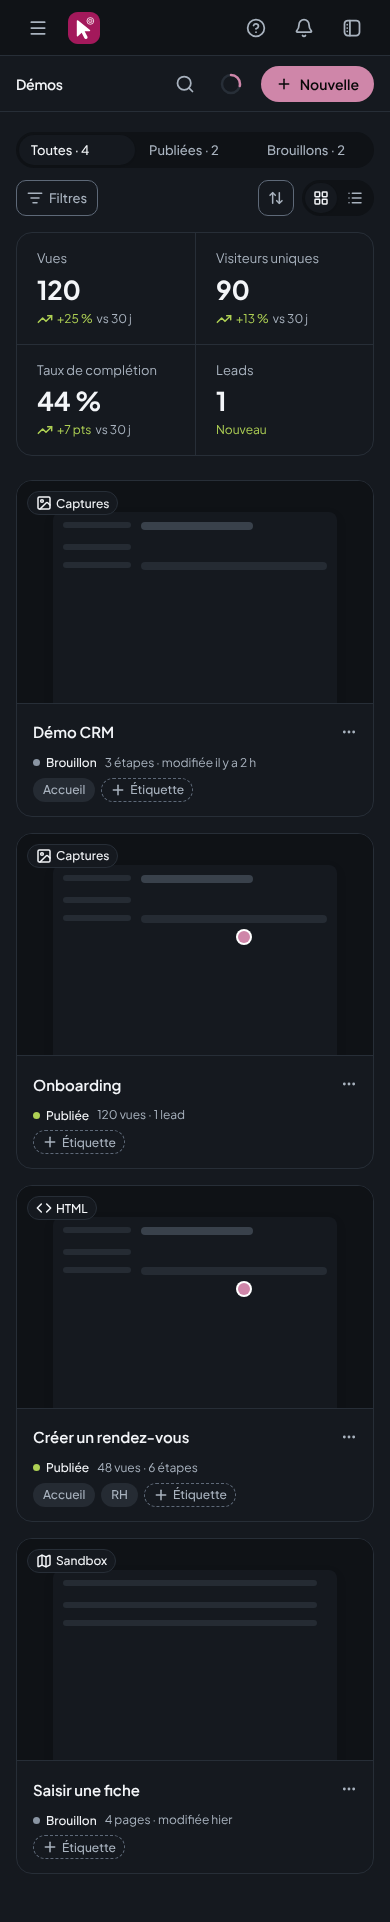 Démos
Nouvelle
Toutes · 4
Publiées · 2
Brouillons · 2
Filtres
Vues
120
+25 % vs 30 j
Visiteurs uniques
90
+13 % vs 30 j
Taux de complétion
44 %
+7 pts vs 30 j
Leads
1
Nouveau
Captures
Démo CRM
Brouillon 3 étapes · modifiée il y a 2 h
Accueil Étiquette
Captures
Onboarding
Publiée 120 vues · 1 lead
Étiquette
HTML
Créer un rendez-vous
Publiée 48 vues · 6 étapes
Accueil RH Étiquette
Sandbox
Saisir une fiche
Brouillon 4 pages · modifiée hier
Étiquette